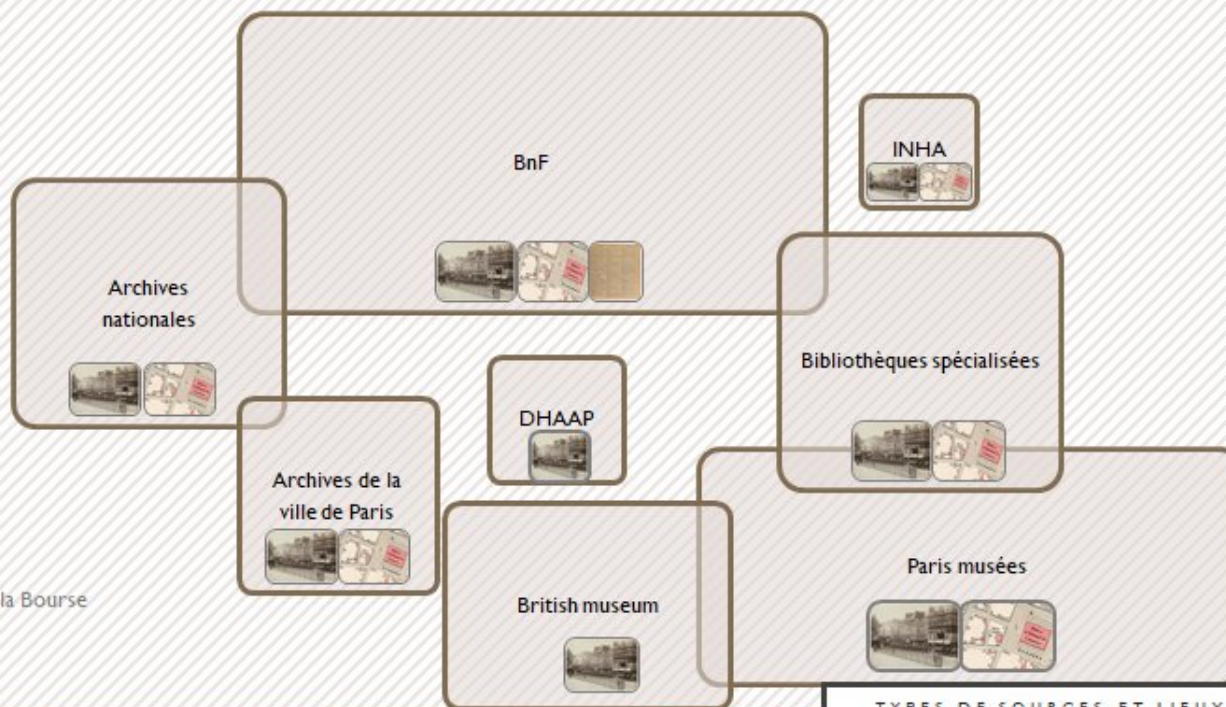 BnF
INHA
Archives
nationales
Bibliothèques spécialisées
DHAAP
Archives de la
ville de Paris
Paris musées
British museum
la Bourse
TYPES DE SOURCES ET LIEUX